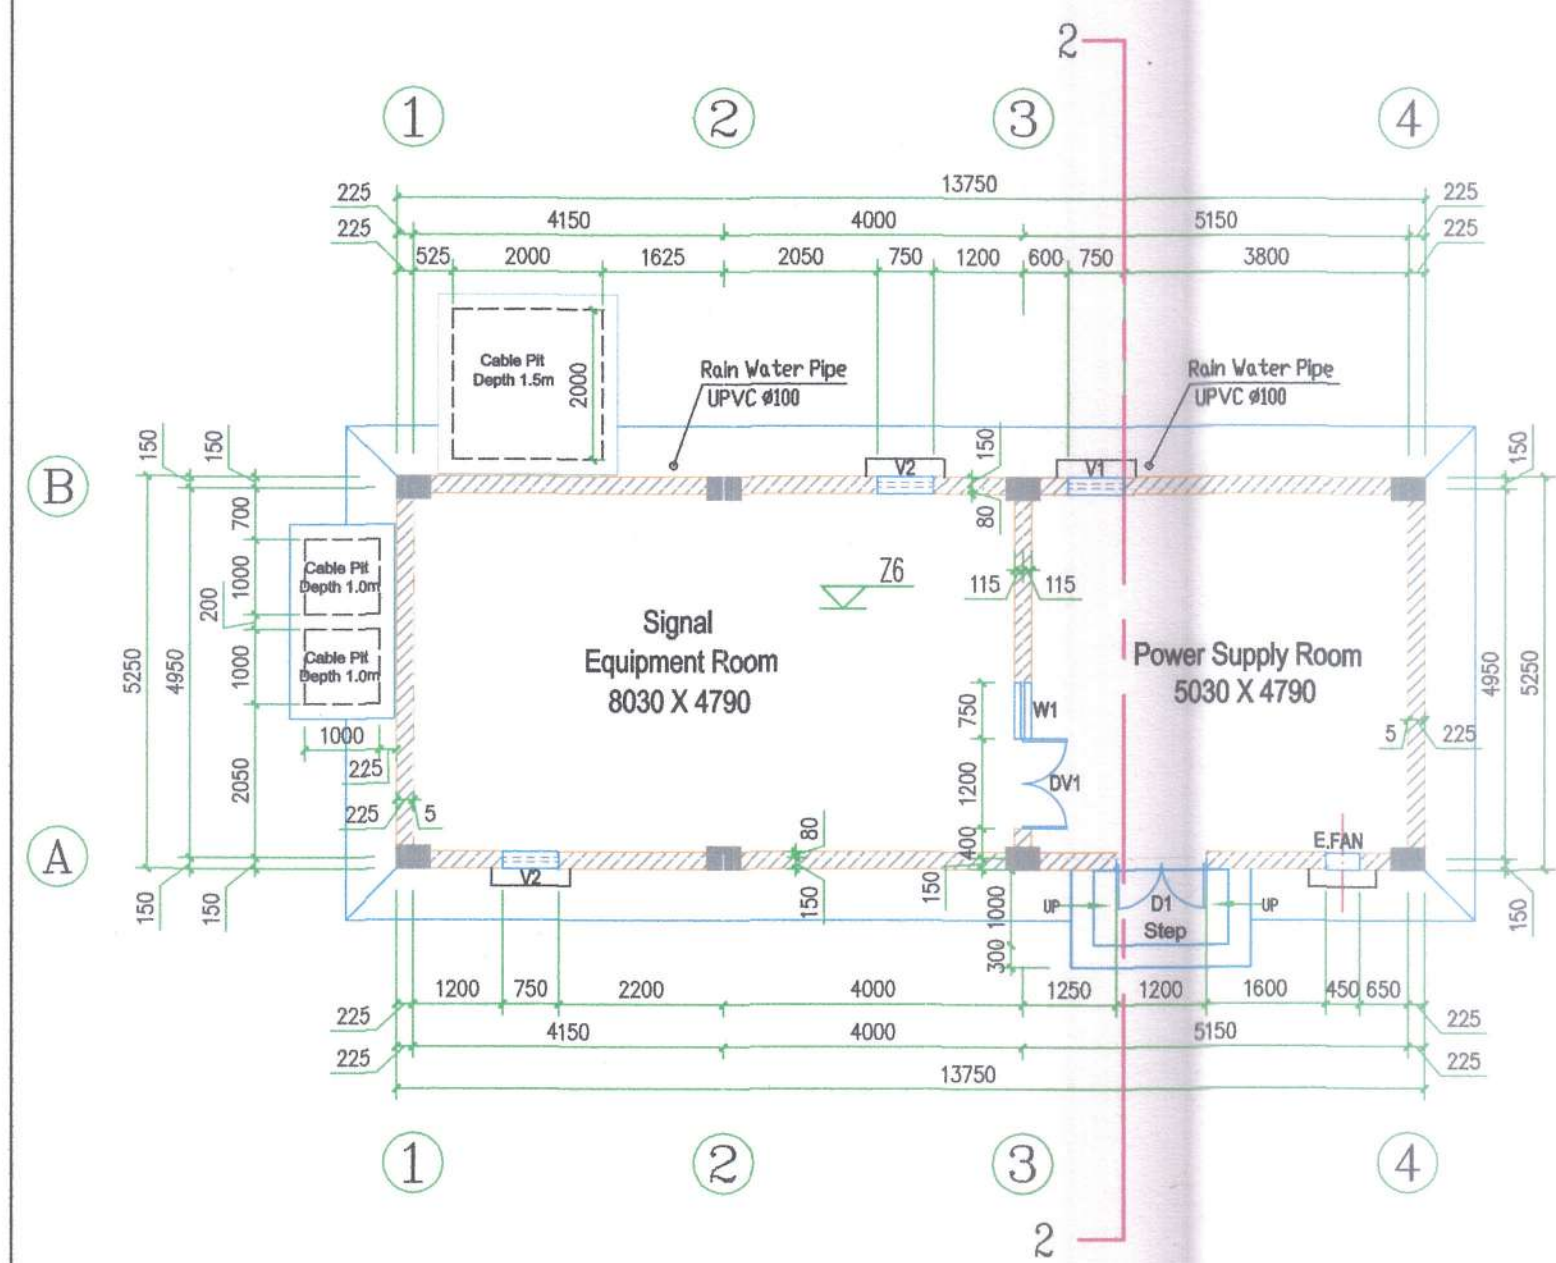 2
1
2
3
4
13750
225
225
4150
4000
5150
225
225
525
2000
1625
2050
750
1200
600
750
3800
Cable Pit
Depth 1.5m
2000
Rain Water Pipe
UPVC Ø100
Rain Water Pipe
UPVC Ø100
150
150
150
150
B
V2
V1
80
700
Cable Pit
Depth 1.0m
1000
200
Cable Pit
Depth 1.0m
1000
5250
4950
2050
1000
225
225
5
Z6
115
115
Signal
Equipment Room
8030 X 4790
Power Supply Room
5030 X 4790
750
W1
1200
DV1
400
5
225
4950
5250
A
80
E.FAN
V2
150
150
150
150
150
UP
D1
UP
Step
1000
300
1200
750
2200
4000
1250
1200
1600
450
650
225
225
4150
4000
5150
225
225
13750
1
2
3
4
2